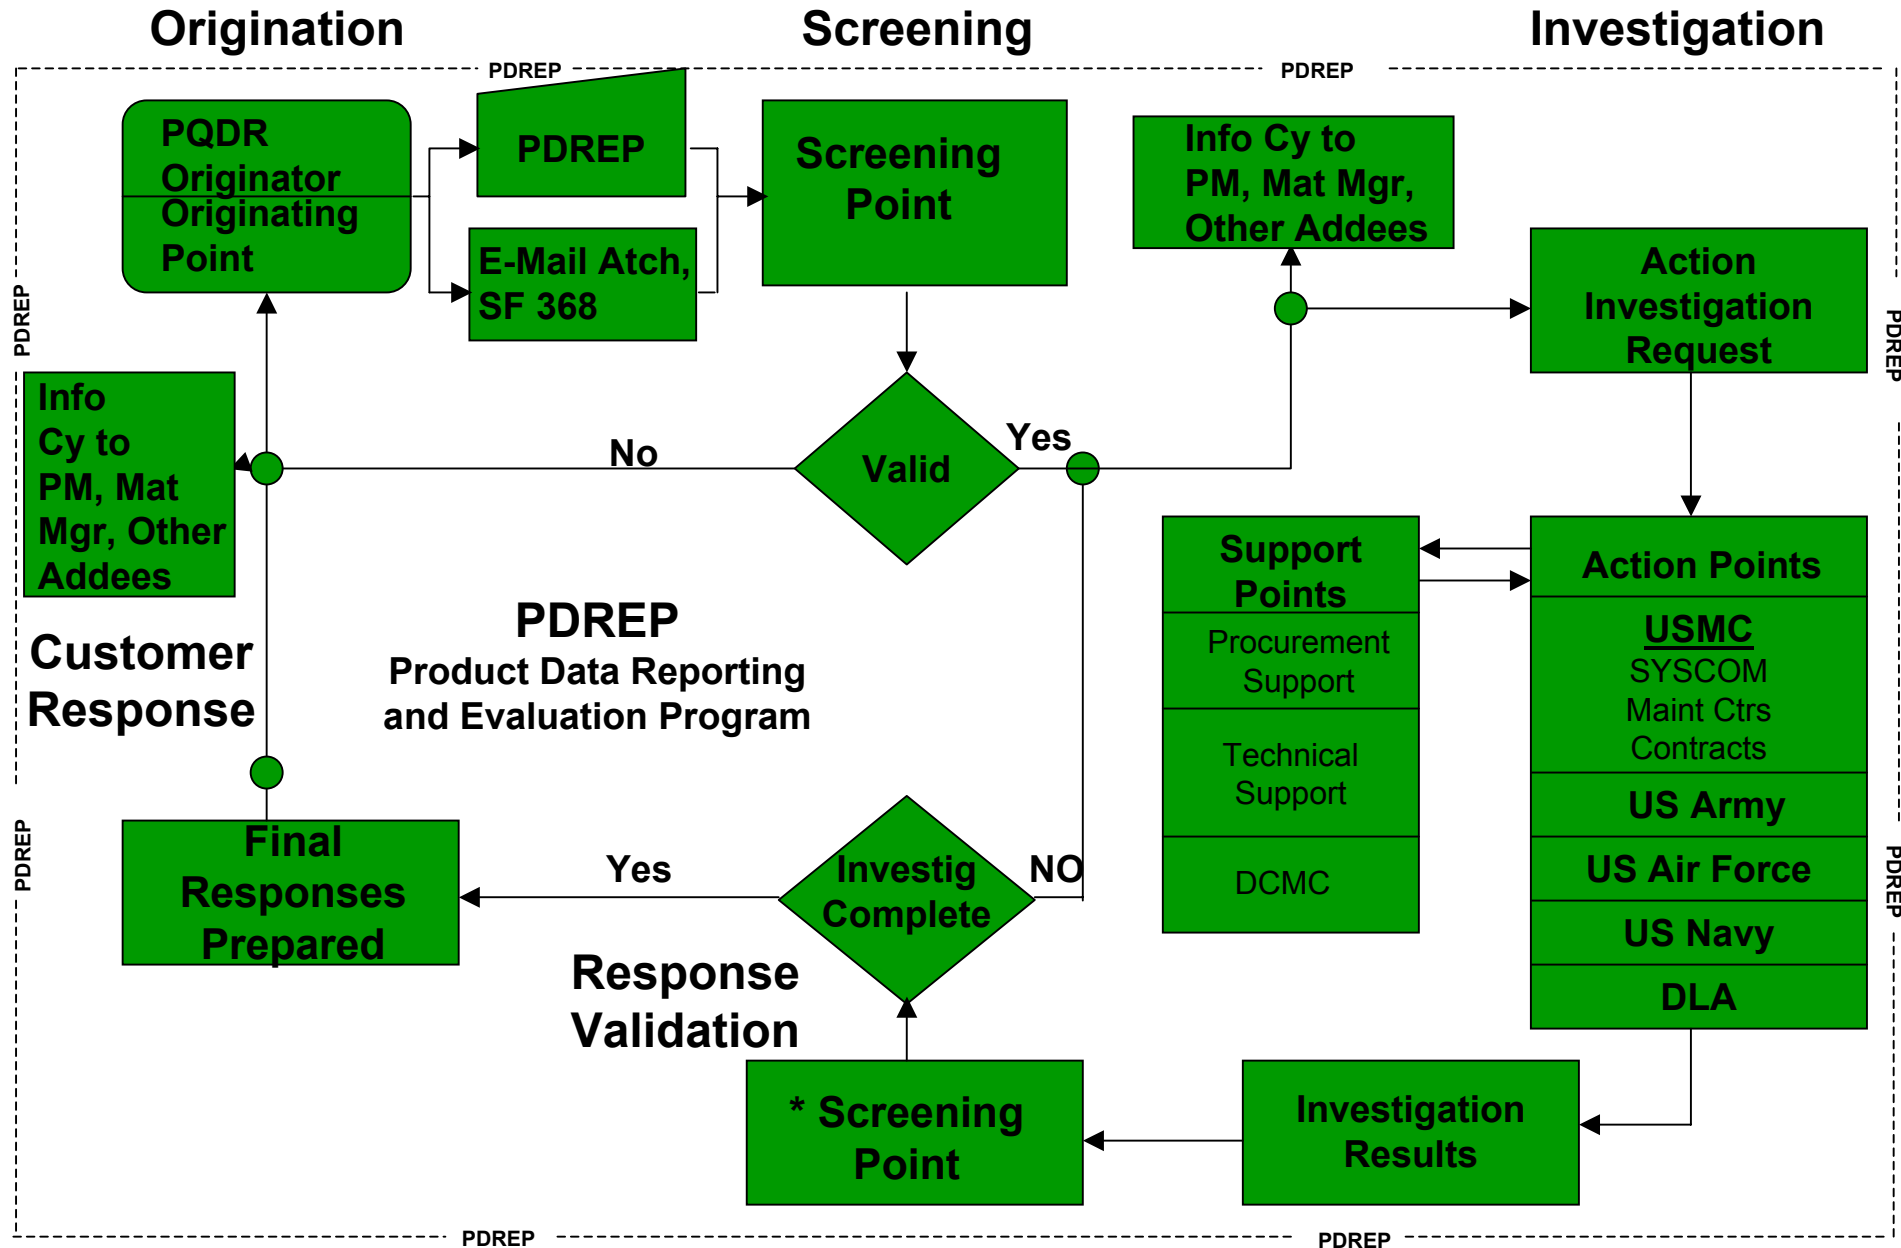 Origination
Screening
Investigation
PDREP
PDREP
PQDR
Originator
Originating
Point
PDREP
E-Mail Atch,
SF 368
Screening
Point
Info Cy to
PM, Mat Mgr,
Other Addees
Action
Investigation
Request
PDREP
PDREP
Info
Cy to
PM, Mat
Mgr, Other
Addees
No
Valid
Yes
Support
Points
Procurement
Support
Technical
Support
DCMC
Action Points
USMC
SYSCOM
Maint Ctrs
Contracts
US Army
US Air Force
US Navy
DLA
PDREP
Product Data Reporting
and Evaluation Program
Customer
Response
PDREP
PDREP
Final
Responses
Prepared
Yes
Investig
Complete
NO
Response
Validation
* Screening
Point
Investigation
Results
PDREP
PDREP